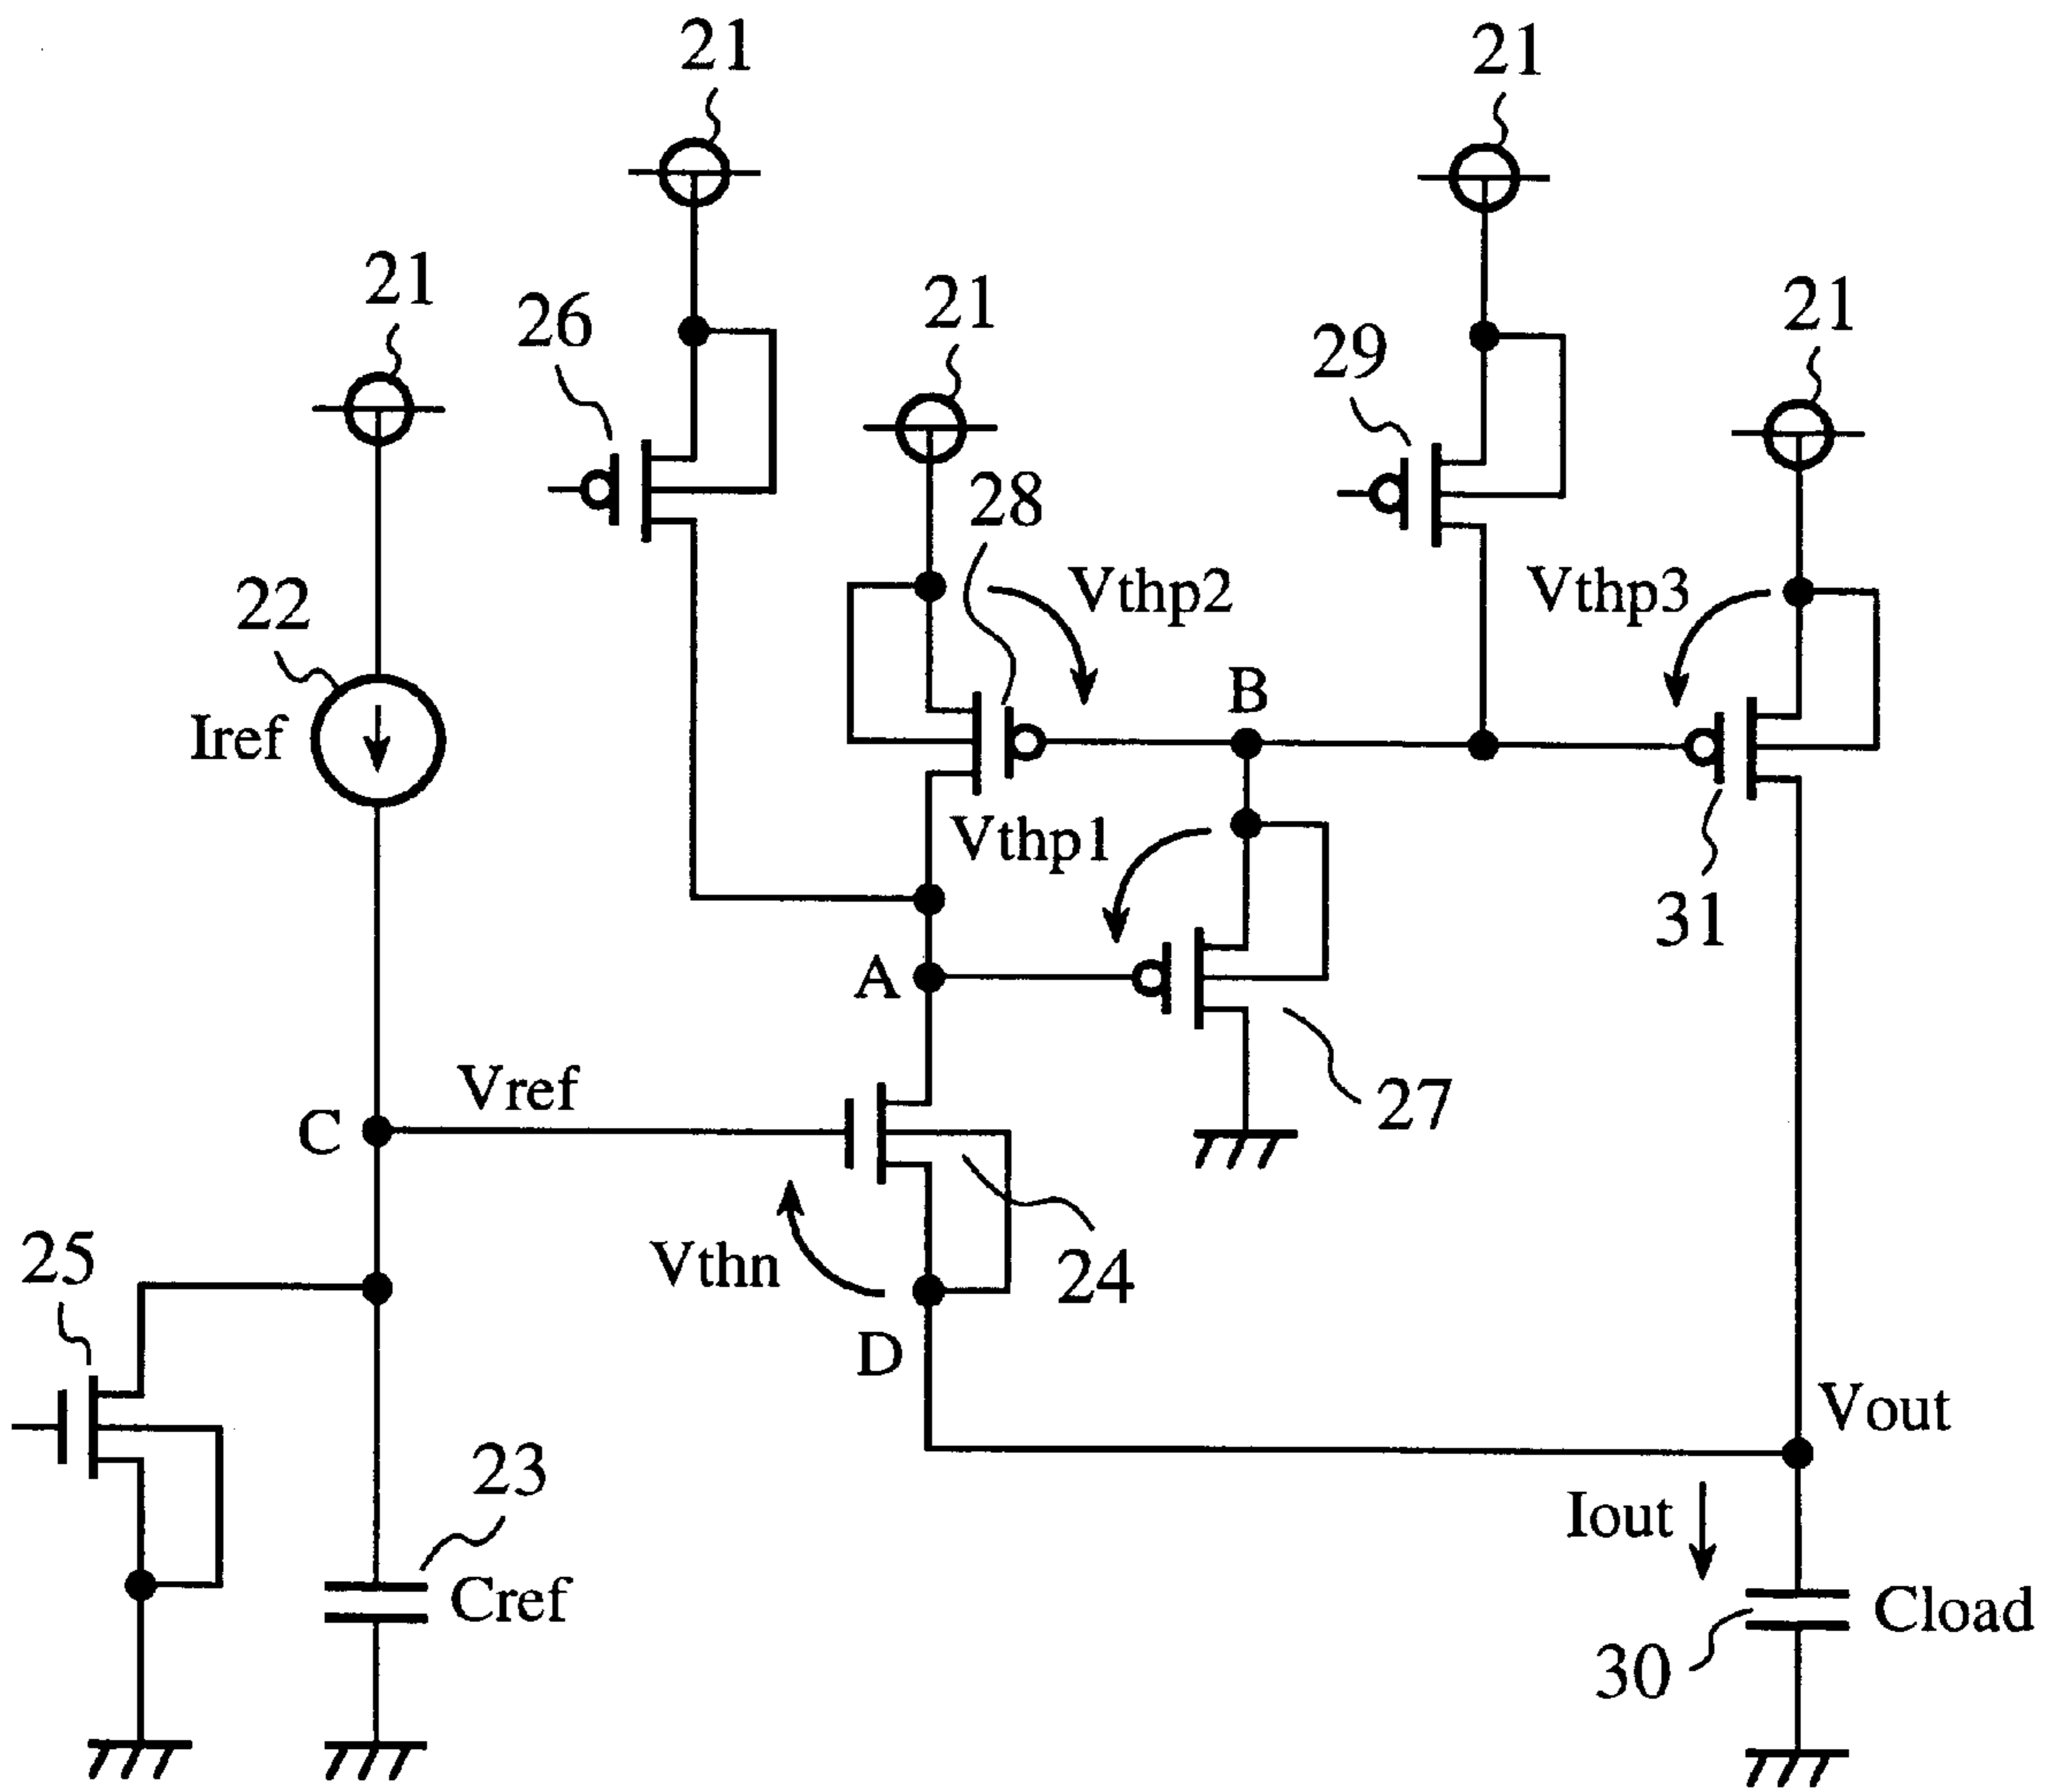 21
21
21
26
21
29
21
28
22
Vthp2
Vthp3
B
Iref
Vthp1
31
A
Vref
27
C
25
Vthn
24
D
Vout
23
Iout
Cref
Cload
30